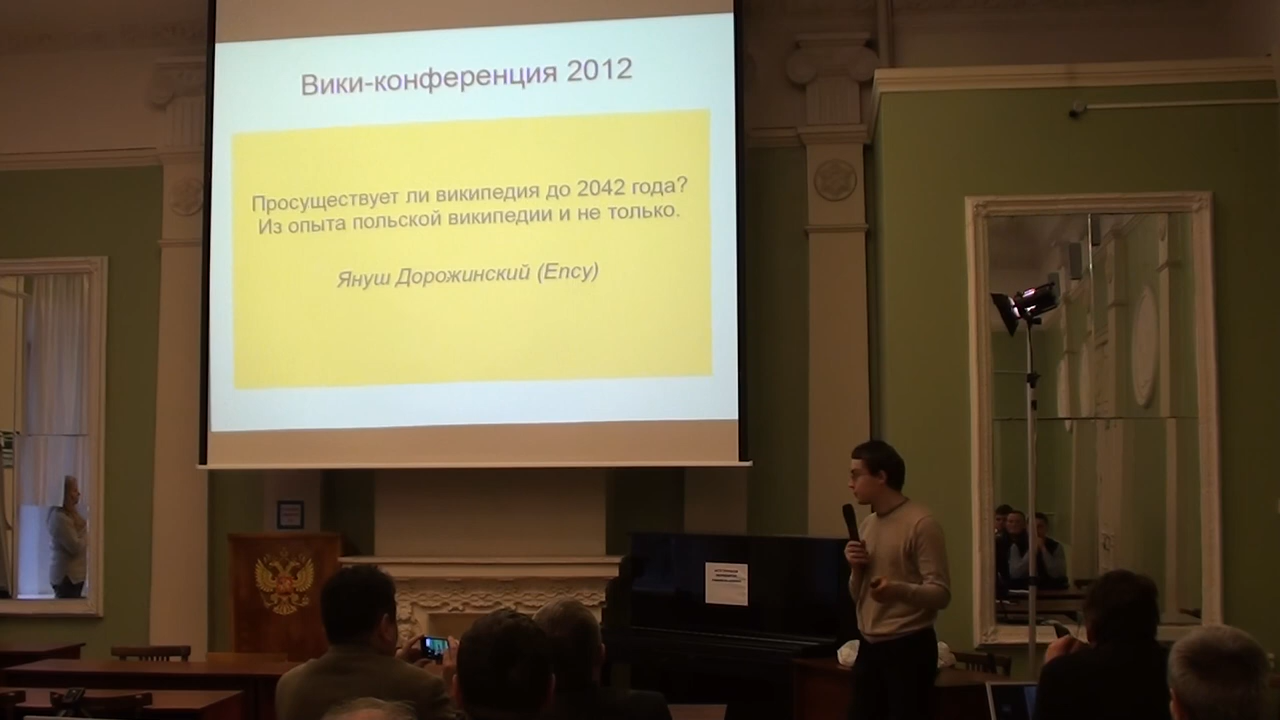 Вики-конференция 2012
Просуществует ли википедия до 2042 года?
Из опыта польской википедии и не только.
Януш Дорожинский (Ency)